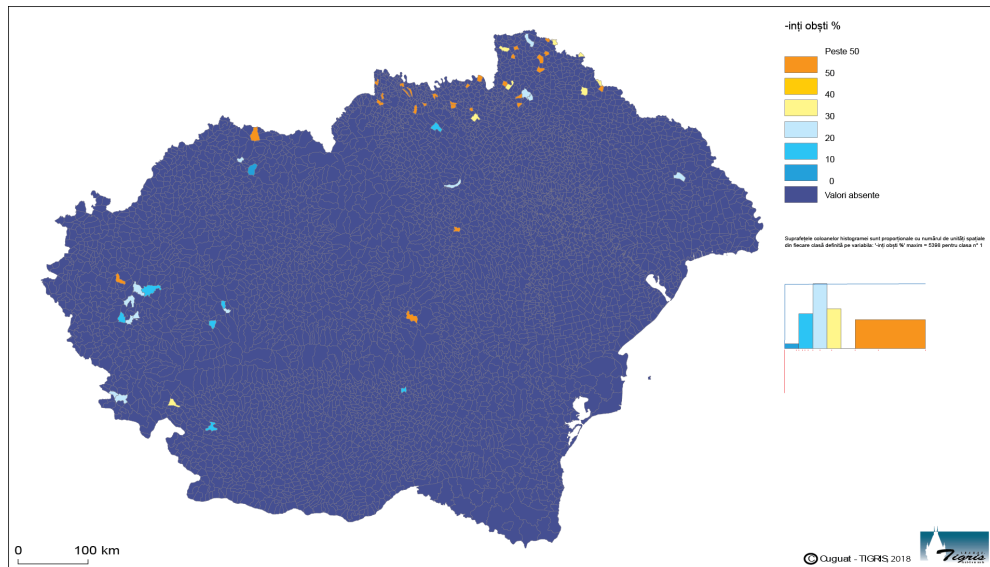 -inți obști %
Peste 50
50
40
30
20
10
0
Valori absente
Suprafețele coloanelor histogramei sunt proporționale cu numărul de unități spațiale
din fiecare clasă definită pe variabila: '-inți obști %' maxim = 5398 pentru clasa n° 1
0 100 km
© Cuguat - TIGRIS, 2018
Tigris